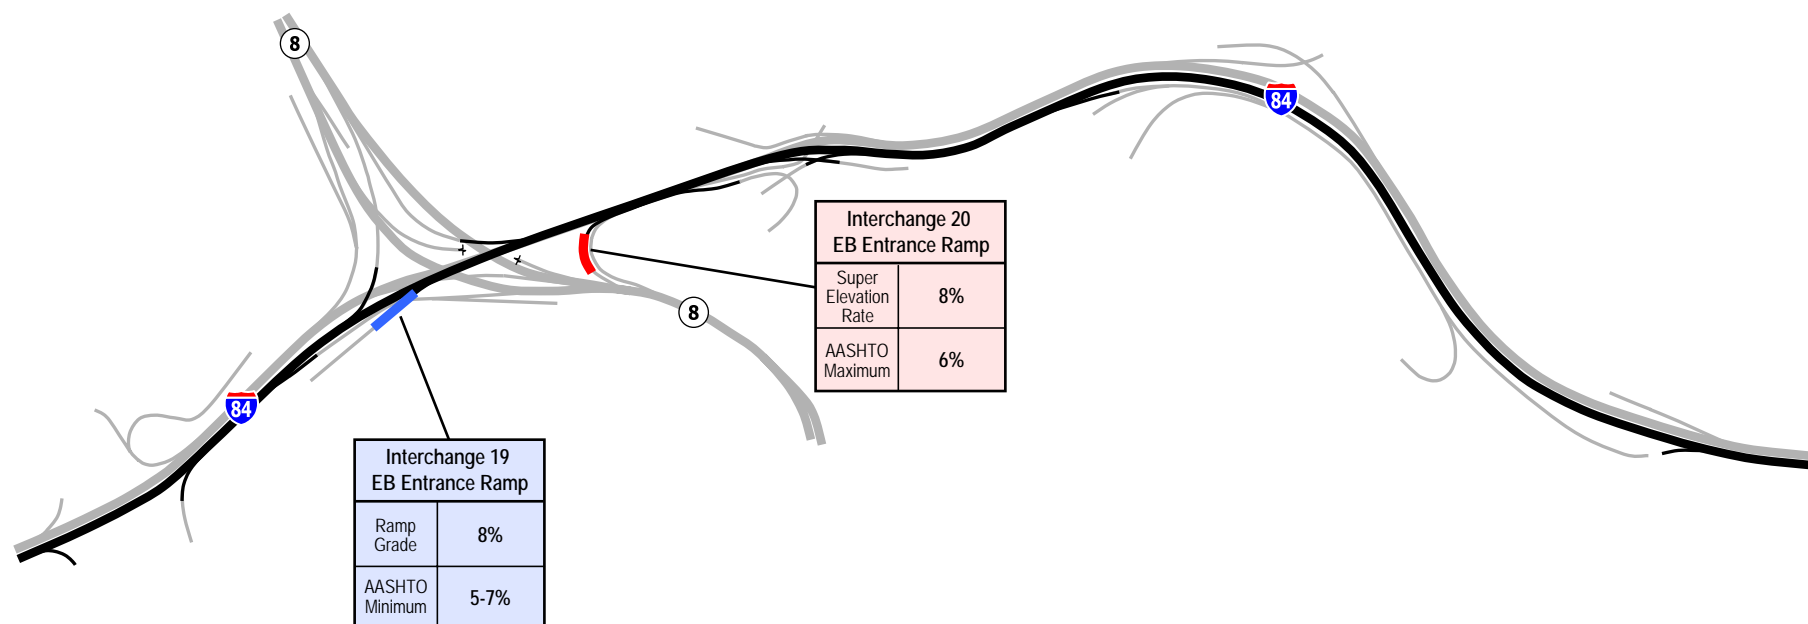 8
84
Interchange 20
EB Entrance Ramp
Super
Elevation
Rate
8%
AASHTO
Maximum
6%
8
84
Interchange 19
EB Entrance Ramp
Ramp
Grade
8%
AASHTO
Minimum
5-7%